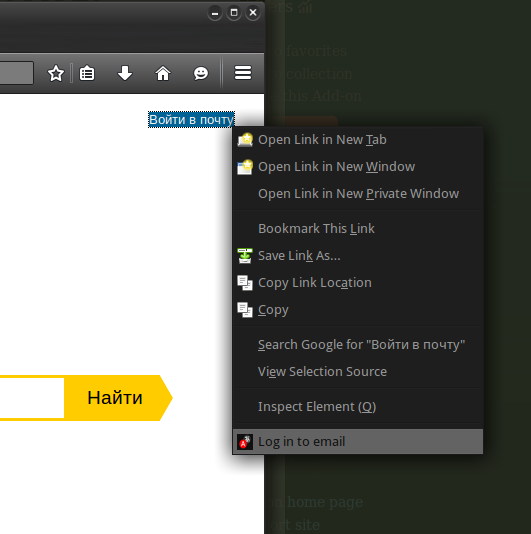 favorites
collection
this Add-on
Войти в почту
Open Link in New Tab
Open Link in New Window
Open Link in New Private Window
Bookmark This Link
Save Link As...
Copy Link Location
Copy
Search Google for "Войти в почту"
View Selection Source
Найти
Inspect Element (Q)
Log in to email
home page
site